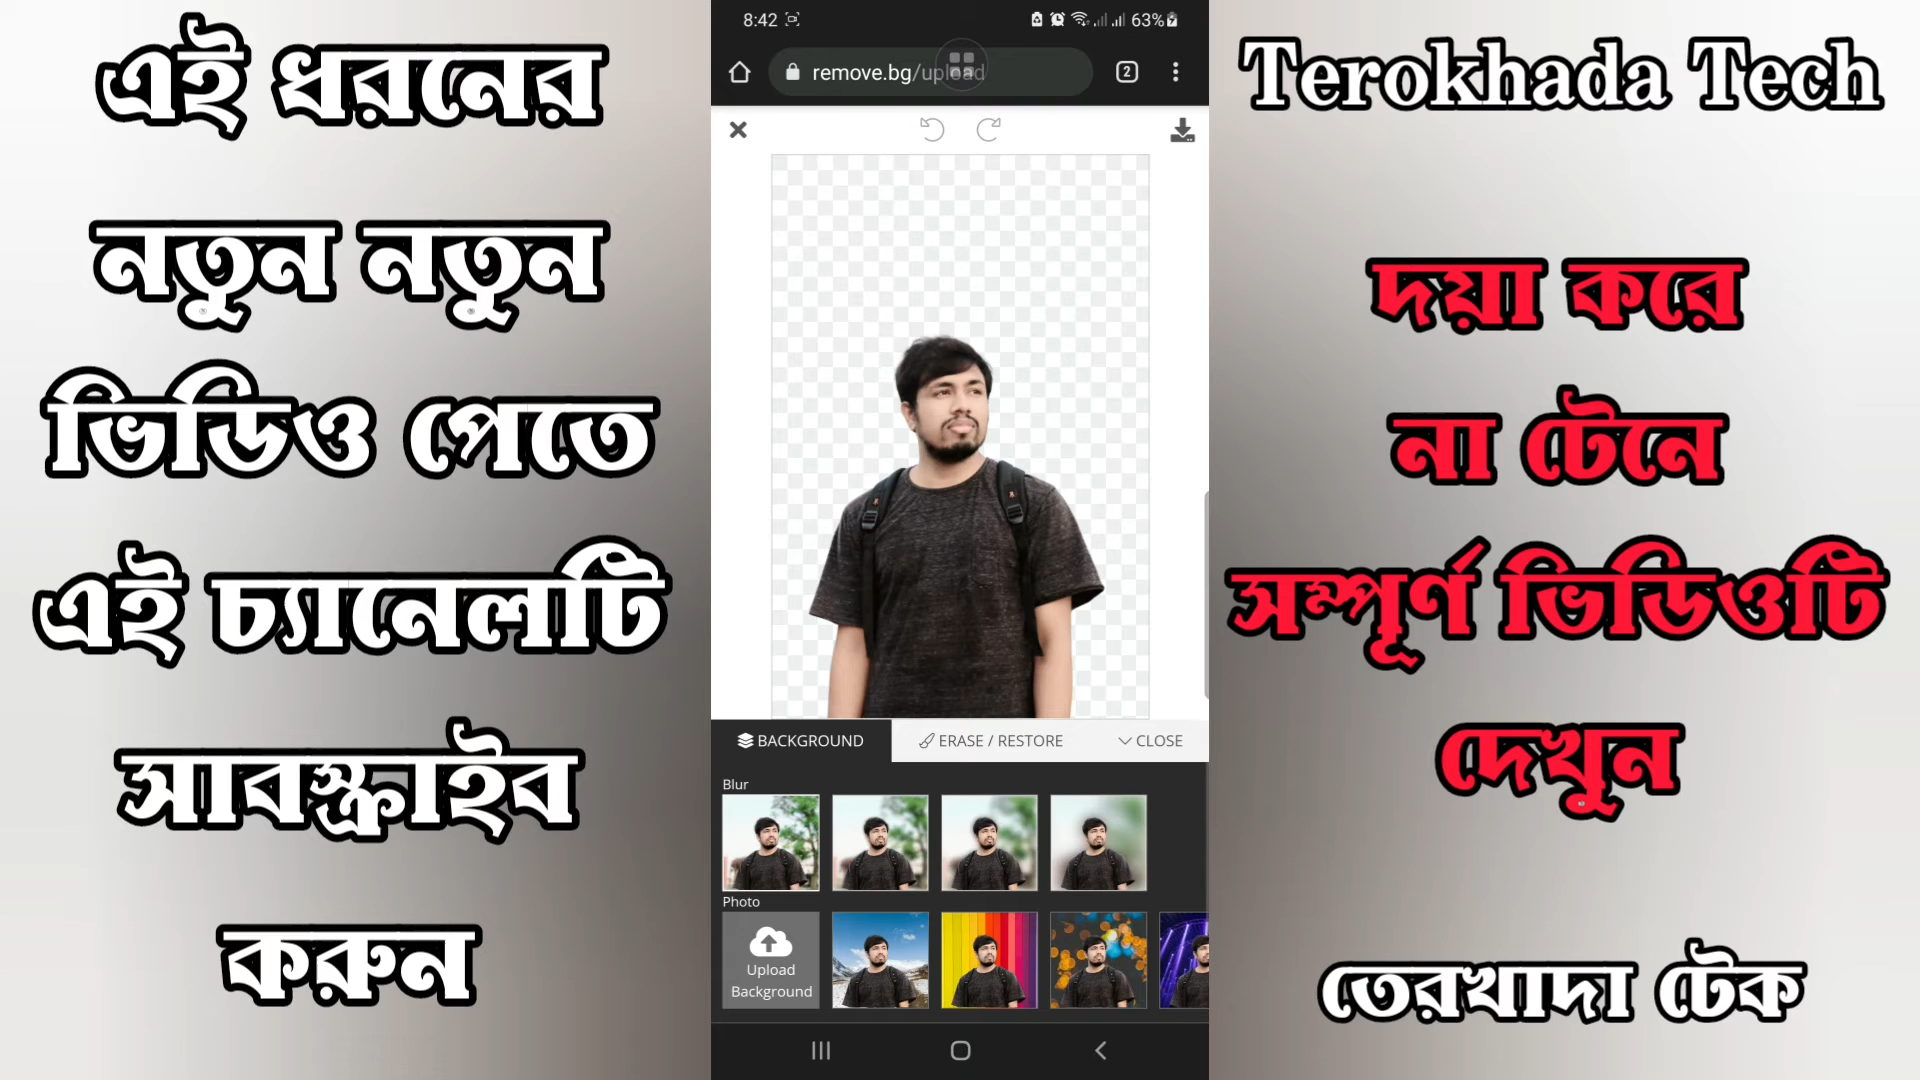 এই ধরনের
নতুন নতুন
ভিডিও পেতে
এই চ্যানেলটি
সাবস্ক্রাইব
করুন
8:42
63%
remove.bg/upload
2
BACKGROUND
ERASE / RESTORE
CLOSE
Blur
Photo
Upload
Background
Terokhada Tech
দয়া করে
না টেনে
সম্পূর্ণ ভিডিওটি
দেখুন
তেরখাদা টেক